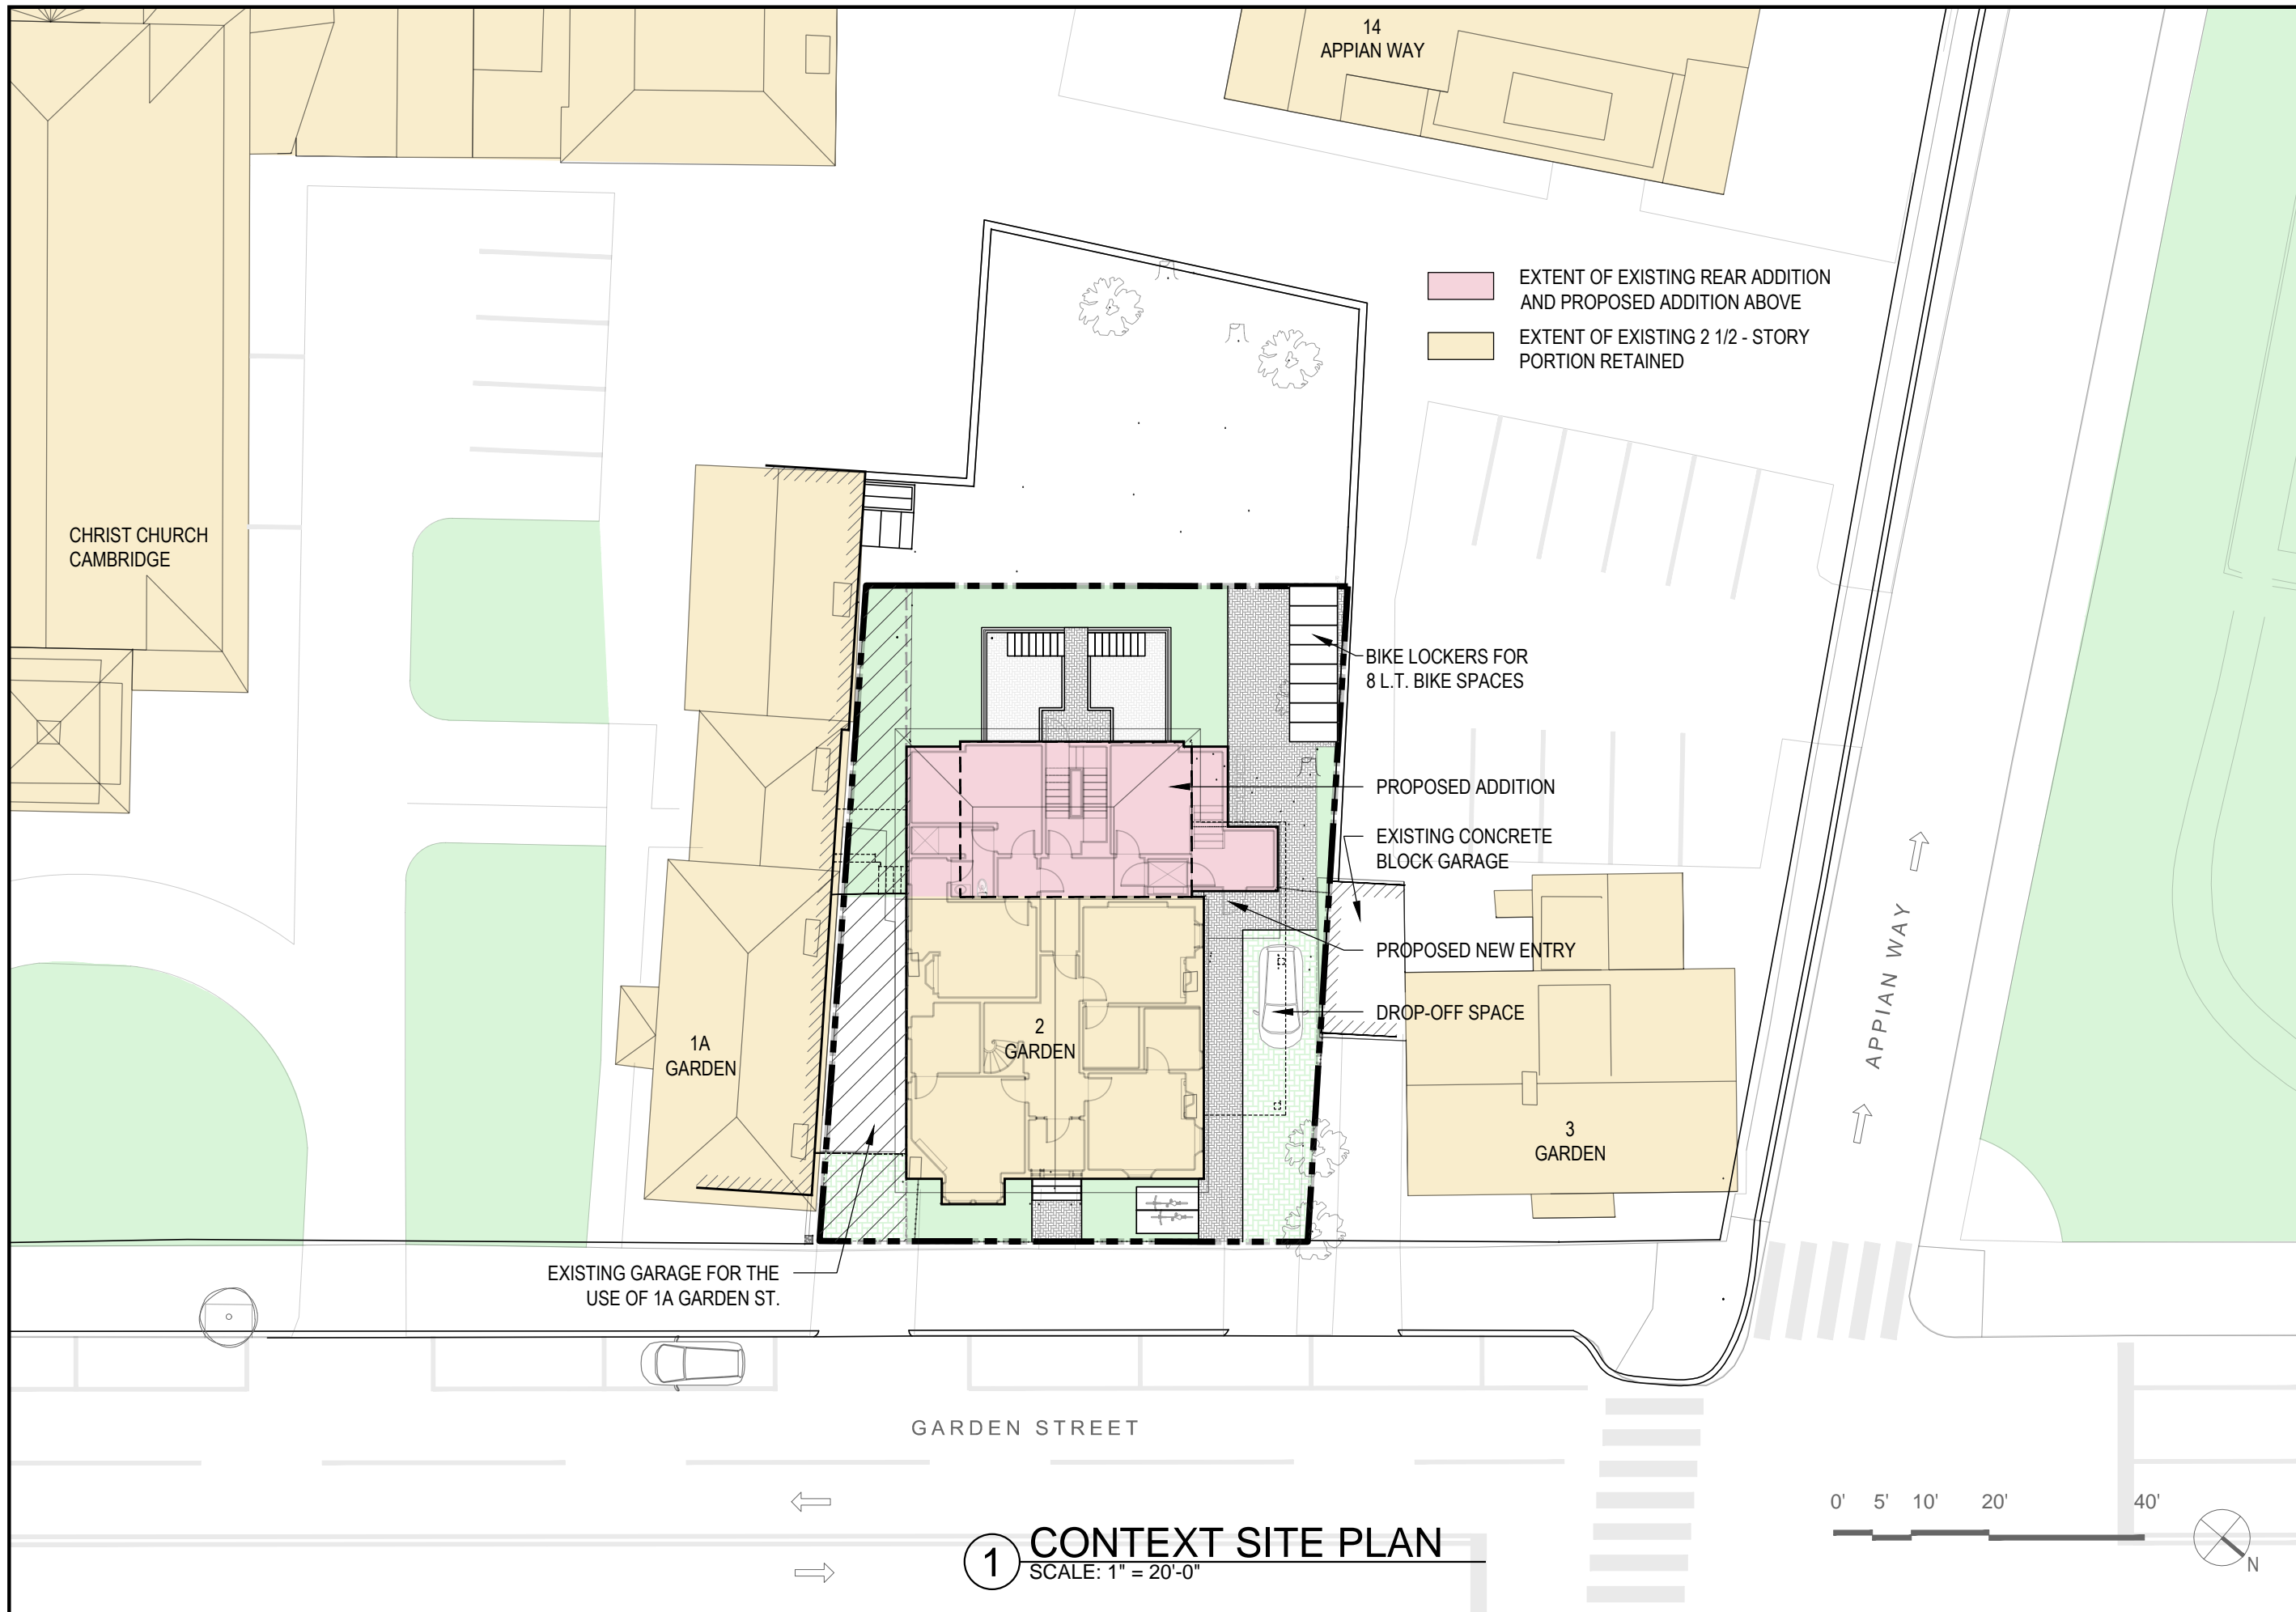 14
APPIAN WAY
EXTENT OF EXISTING REAR ADDITION
AND PROPOSED ADDITION ABOVE
EXTENT OF EXISTING 2 1/2 - STORY
PORTION RETAINED
CHRIST CHURCH
CAMBRIDGE
BIKE LOCKERS FOR
8 L.T. BIKE SPACES
PROPOSED ADDITION
EXISTING CONCRETE
BLOCK GARAGE
PROPOSED NEW ENTRY
DROP-OFF SPACE
APPIAN WAY
2
GARDEN
1A
GARDEN
3
GARDEN
EXISTING GARAGE FOR THE
USE OF 1A GARDEN ST.
GARDEN STREET
0' 5' 10' 20' 40'
N
1 CONTEXT SITE PLAN
SCALE: 1" = 20'-0"